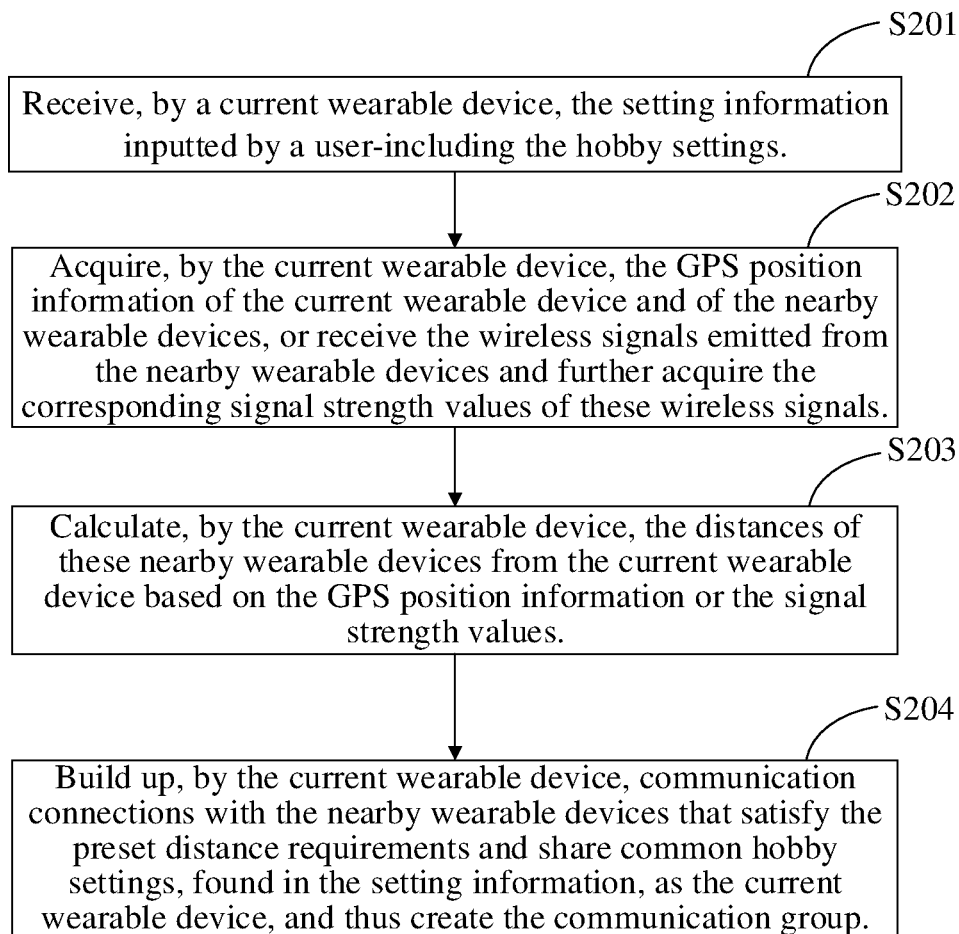 S201
Receive, by a current wearable device, the setting information
inputted by a user-including the hobby settings.
S202
Acquire, by the current wearable device, the GPS position
information of the current wearable device and of the nearby
wearable devices, or receive the wireless signals emitted from
the nearby wearable devices and further acquire the
corresponding signal strength values of these wireless signals.
S203
Calculate, by the current wearable device, the distances of
these nearby wearable devices from the current wearable
device based on the GPS position information or the signal
strength values.
S204
Build up, by the current wearable device, communication
connections with the nearby wearable devices that satisfy the
preset distance requirements and share common hobby
settings, found in the setting information, as the current
wearable device, and thus create the communication group.